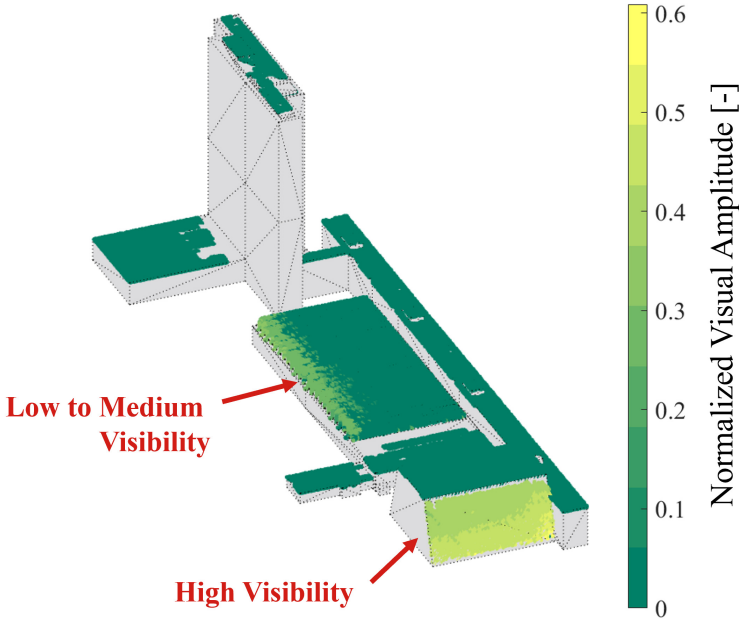 0.6
0.5
0.4
0.3
0.2
0.1
0
Normalized Visual Amplitude [-]
Low to Medium
Visibility
High Visibility